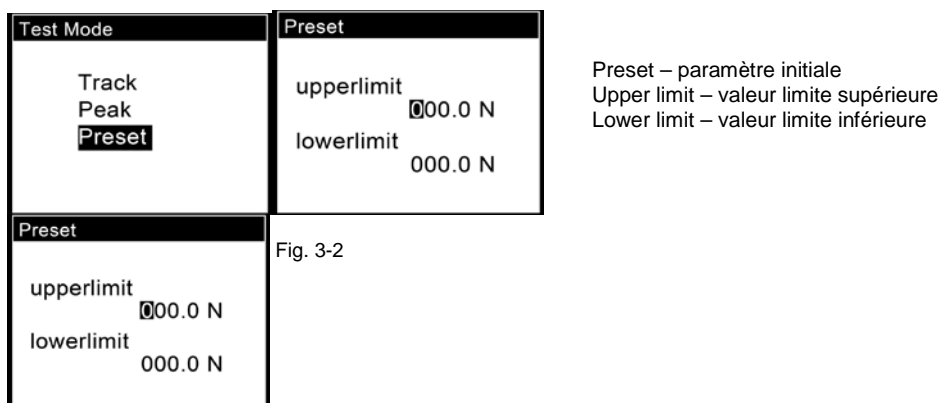 Test Mode
Track
Peak
Preset
Preset
upperlimit
000.0 N
lowerlimit
000.0 N
Preset – paramètre initiale
Upper limit – valeur limite supérieure
Lower limit – valeur limite inférieure
Preset
upperlimit
000.0 N
lowerlimit
000.0 N
Fig. 3-2